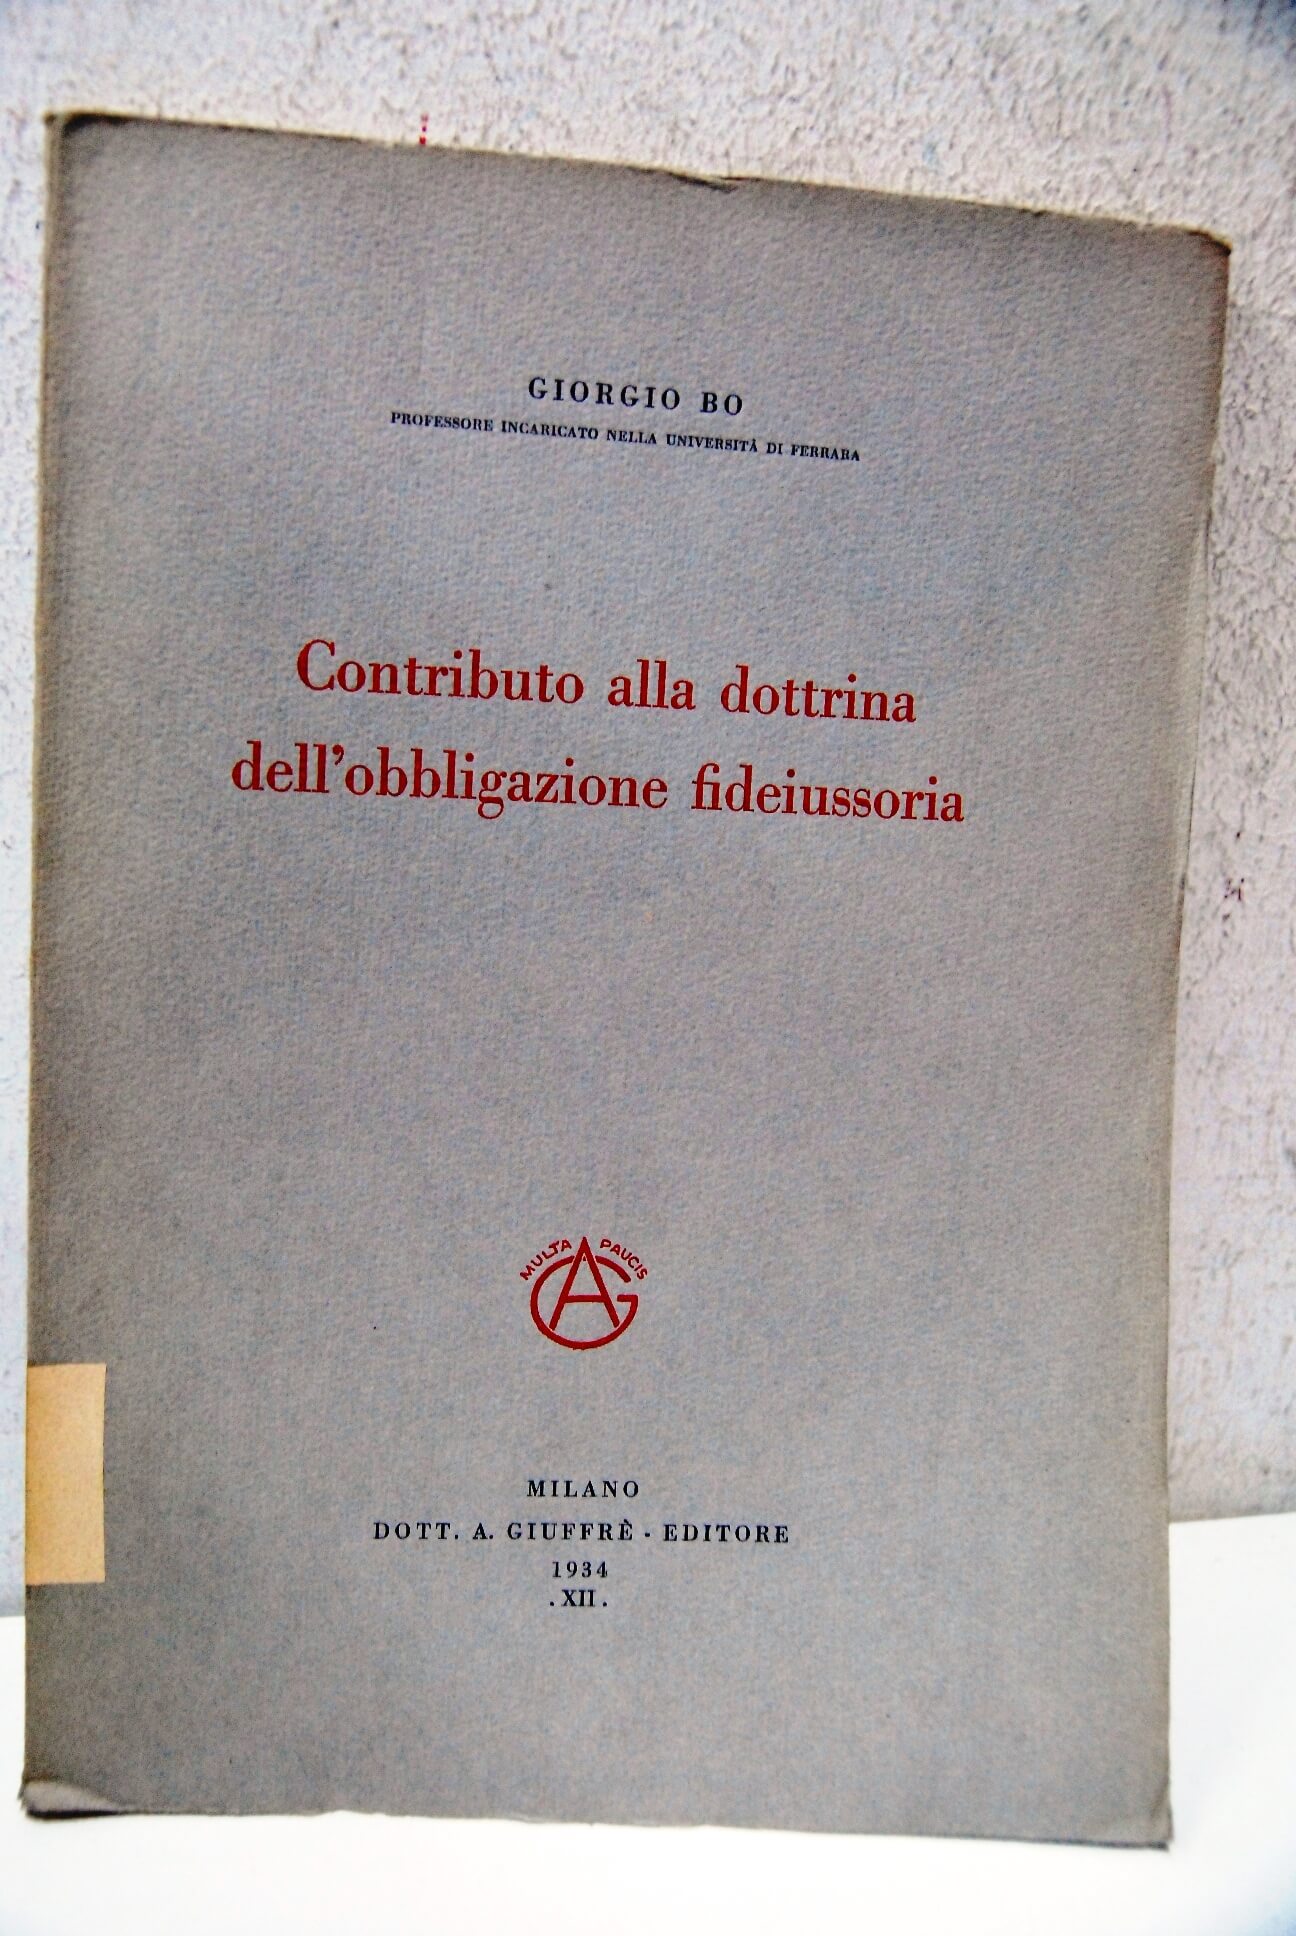 GIORGIO BO
PROFESSORE INCARICATO NELLA UNIVERSITÀ DI FERRARA
Contributo alla dottrina
dell'obbligazione fideiussoria
MULTA PAUCIS
AG
MILANO
DOTT. A. GIUFFRÈ - EDITORE
1934
. XII .